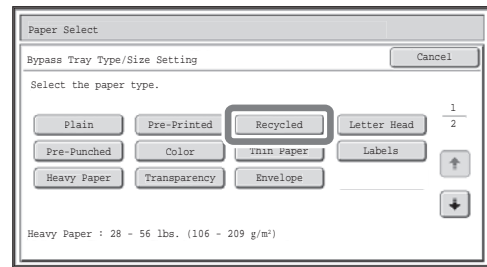 Paper Select
Bypass Tray Type/Size Setting Cancel
Select the paper type.
Plain Pre-Printed Recycled Letter Head
Pre-Punched Color Thin Paper Labels
Heavy Paper Transparency Envelope
1
2
Heavy Paper : 28 - 56 lbs. (106 - 209 g/m²)